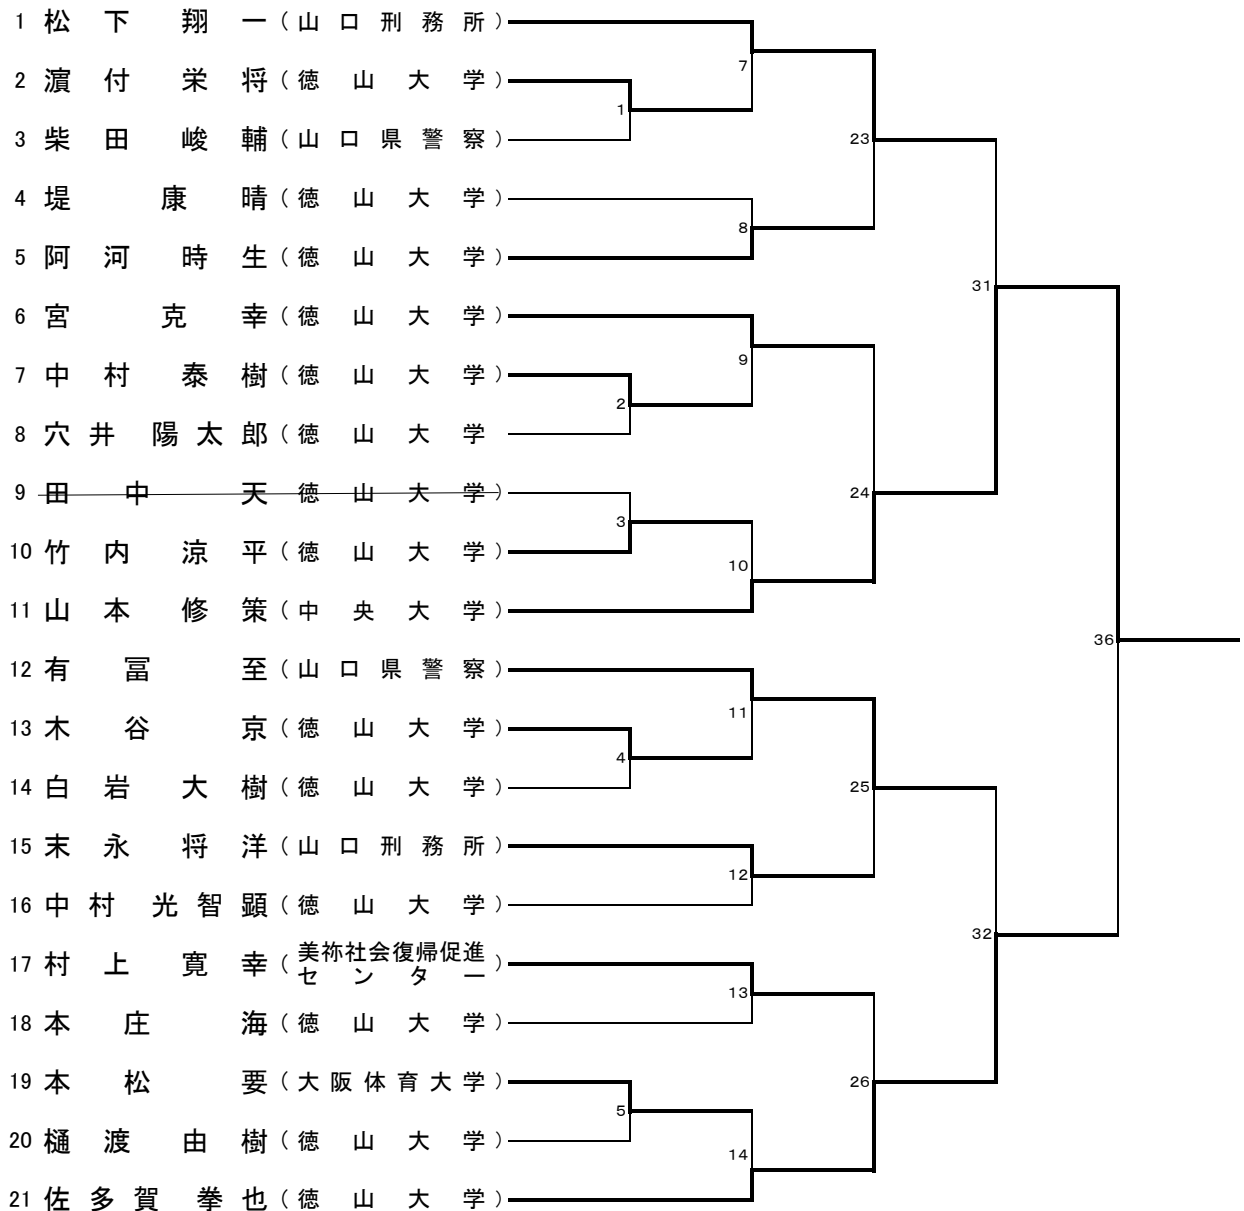 1 松下 翔一 (山口刑務所)
7
2 濵付 栄将 (徳山大学)
1
3 柴田 峻輔 (山口県警察)
23
4 堤 康晴 (徳山大学)
8
5 阿河 時生 (徳山大学)
31
6 宮 克幸 (徳山大学)
9
7 中村 泰樹 (徳山大学)
2
8 穴井 陽太郎 (徳山大学
9 田中 天 徳山大学)
24
3
10 竹内 涼平 (徳山大学)
10
11 山本 修策 (中央大学)
36
12 有冨 至 (山口県警察)
11
13 木谷 京 (徳山大学)
4
14 白岩 大樹 (徳山大学)
25
15 末永 将洋 (山口刑務所)
12
16 中村 光智顕 (徳山大学)
32
17 村上 寛幸 (美祢社会復帰促進
センター)
13
18 本庄 海 (徳山大学)
19 本松 要 (大阪体育大学)
26
5
20 樋渡 由樹 (徳山大学)
14
21 佐多賀 拳也 (徳山大学)